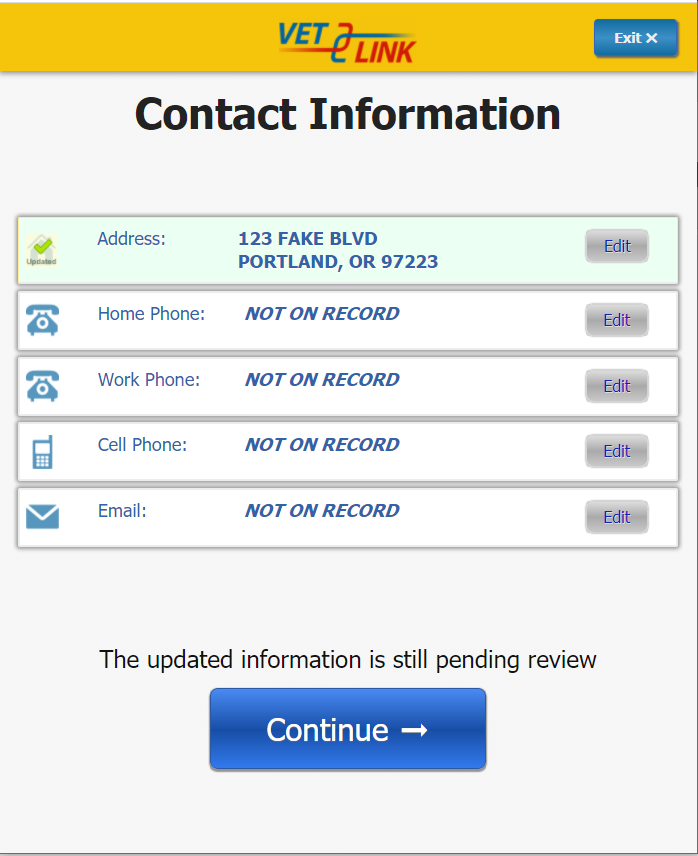 VET LINK
Exit ✕
Contact Information
Updated
Address:
123 FAKE BLVD
PORTLAND, OR 97223
Edit
Home Phone:
NOT ON RECORD
Edit
Work Phone:
NOT ON RECORD
Edit
Cell Phone:
NOT ON RECORD
Edit
Email:
NOT ON RECORD
Edit
The updated information is still pending review
Continue →